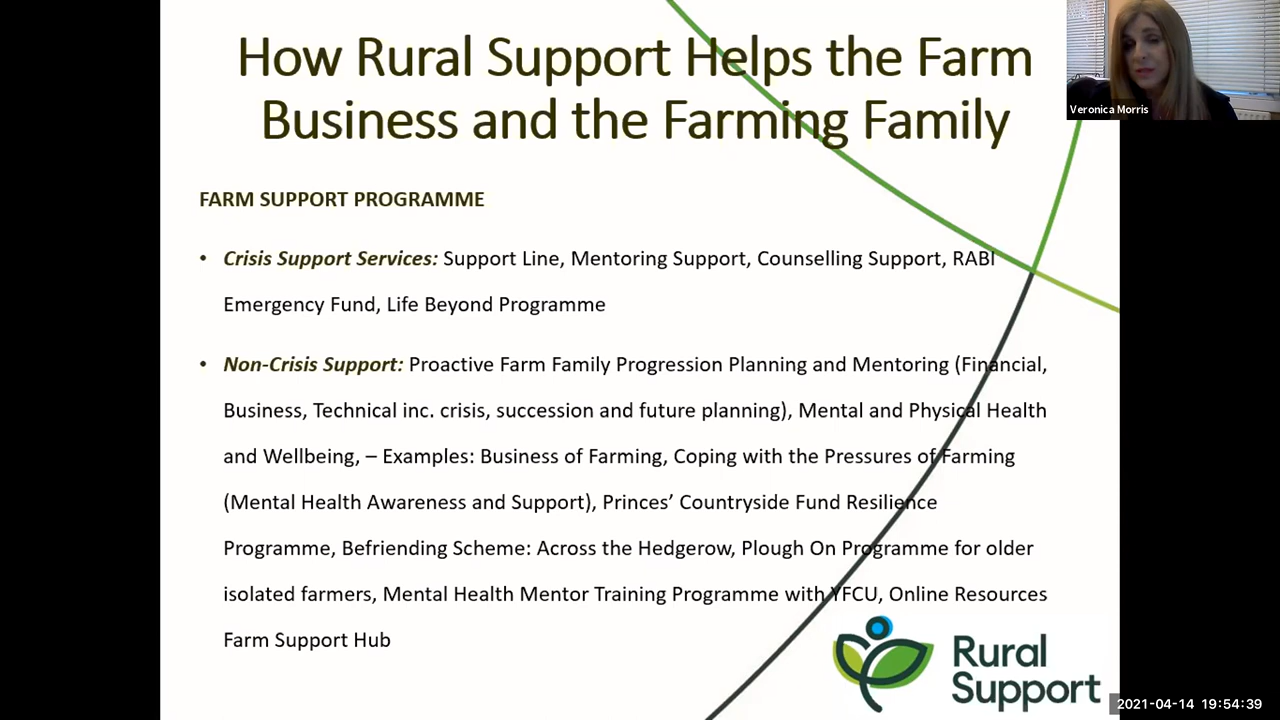 How Rural Support Helps the Farm
Business and the Farming Family
Veronica Morris
FARM SUPPORT PROGRAMME
• Crisis Support Services: Support Line, Mentoring Support, Counselling Support, RABI
Emergency Fund, Life Beyond Programme
• Non-Crisis Support: Proactive Farm Family Progression Planning and Mentoring (Financial,
Business, Technical inc. crisis, succession and future planning), Mental and Physical Health
and Wellbeing, – Examples: Business of Farming, Coping with the Pressures of Farming
(Mental Health Awareness and Support), Princes’ Countryside Fund Resilience
Programme, Befriending Scheme: Across the Hedgerow, Plough On Programme for older
isolated farmers, Mental Health Mentor Training Programme with YFCU, Online Resources
Farm Support Hub
Rural
Support
2021-04-14 19:54:39